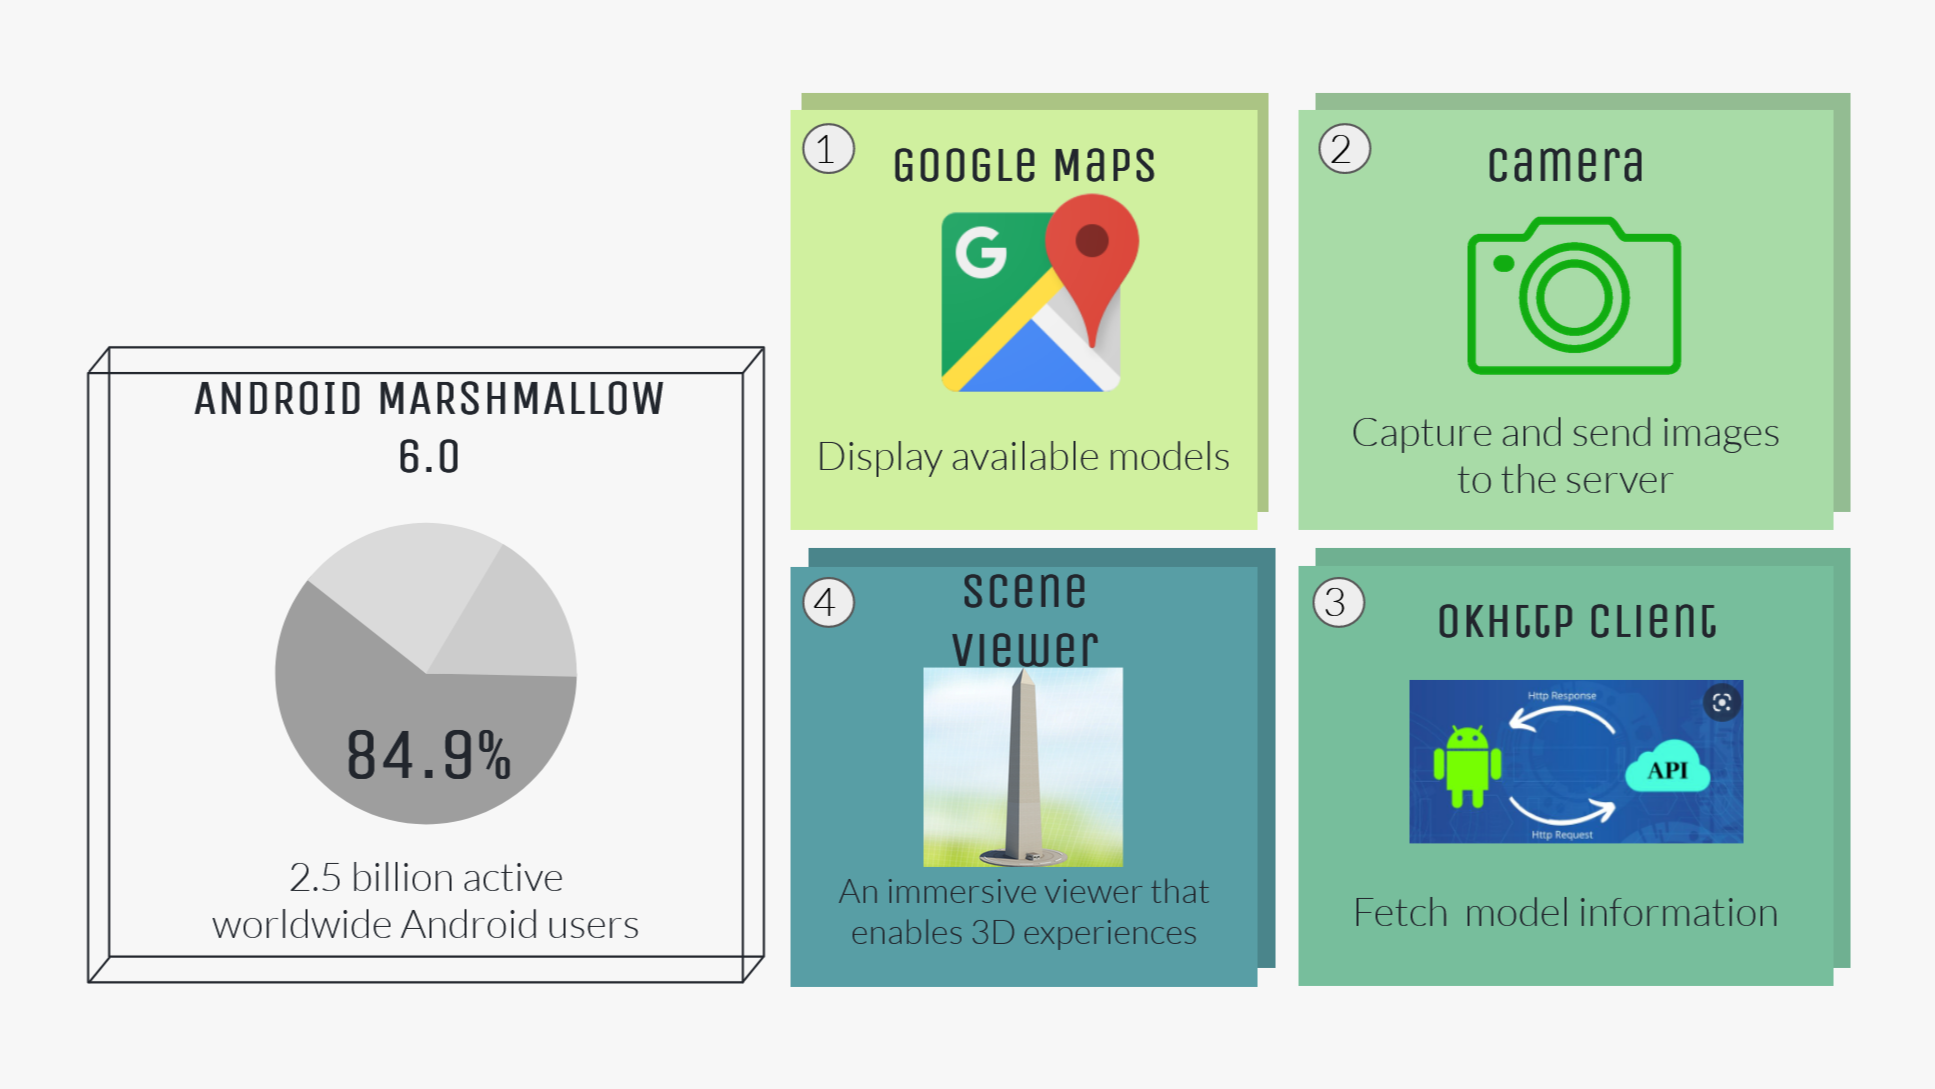 ANDROID MARSHMALLOW
6.0
84.9%
2.5 billion active
worldwide Android users
1
GOOGLE MAPS
G
Display available models
2
camera
Capture and send images
to the server
4
scene
viewer
An immersive viewer that
enables 3D experiences
3
OKHttp client
Http Response
API
Http Request
Fetch model information